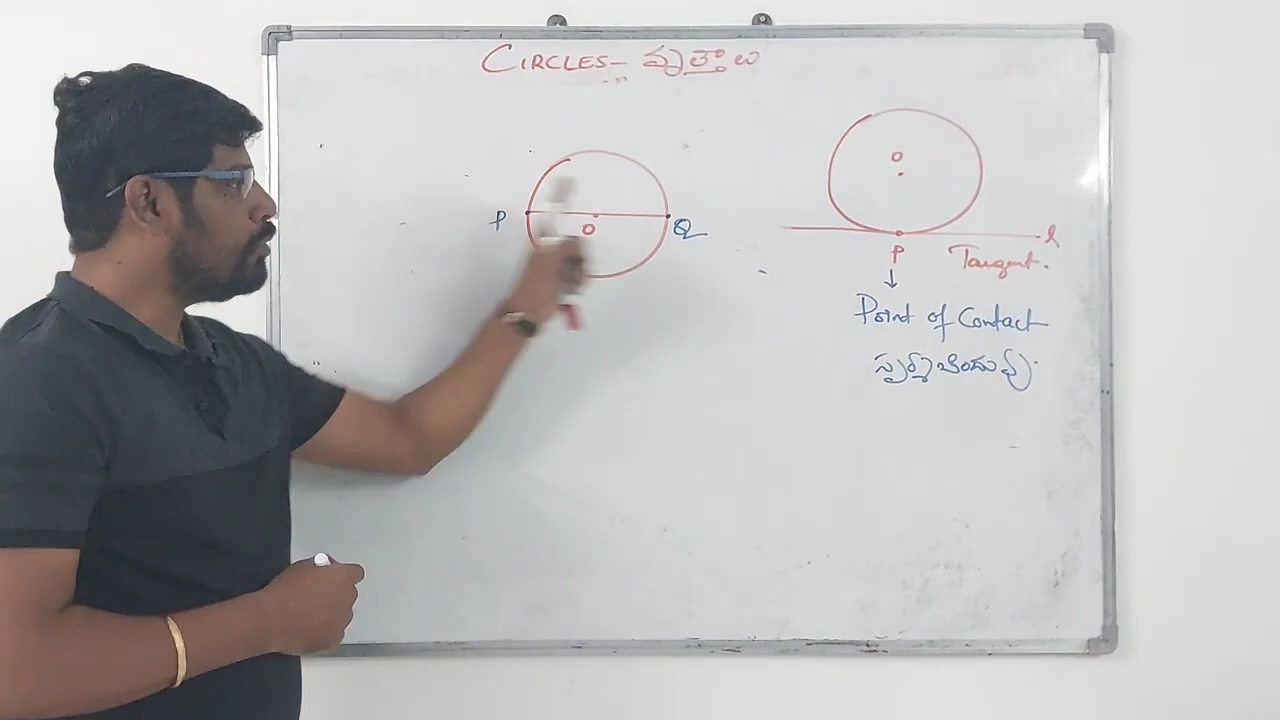 CIRCLES - వృత్తాలు
P
O
Q
O
P
l
Tangent.
↓
Point of Contact
స్పర్శబిందువు.